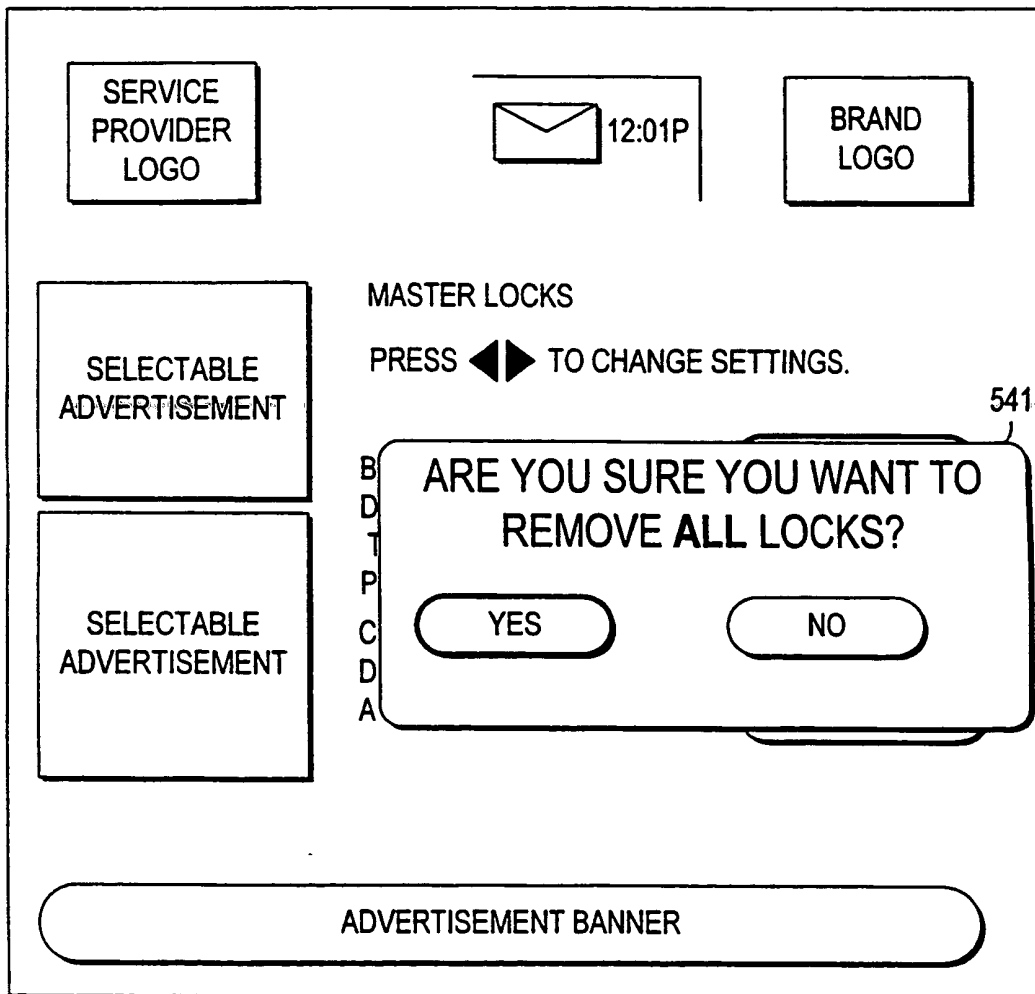 SERVICE
PROVIDER
LOGO
12:01P
BRAND
LOGO
MASTER LOCKS
PRESS TO CHANGE SETTINGS.
SELECTABLE
ADVERTISEMENT
541
B
D
T
P
C
D
A
ARE YOU SURE YOU WANT TO
REMOVE ALL LOCKS?
YES
NO
SELECTABLE
ADVERTISEMENT
ADVERTISEMENT BANNER